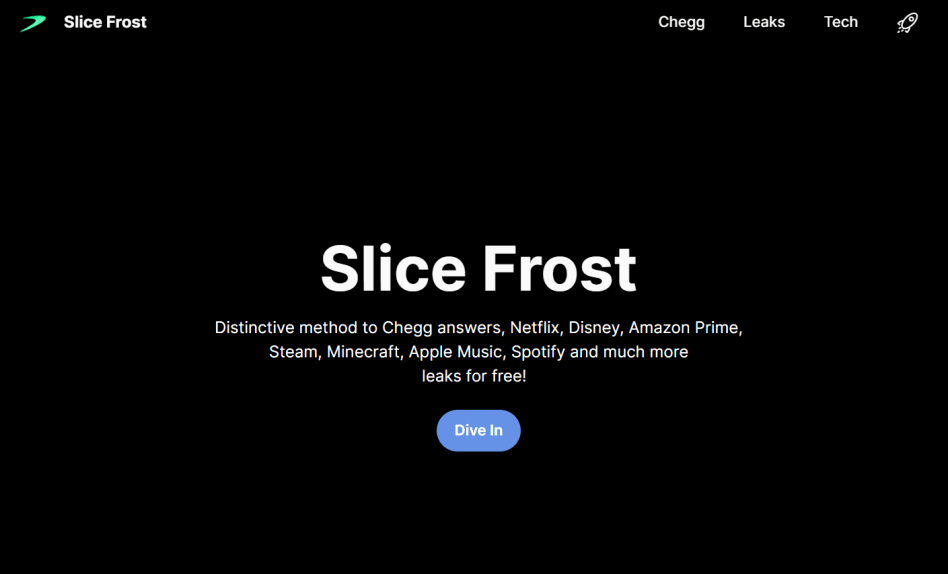 Slice Frost
Chegg
Leaks
Tech
Slice Frost
Distinctive method to Chegg answers, Netflix, Disney, Amazon Prime,
Steam, Minecraft, Apple Music, Spotify and much more
leaks for free!
Dive In